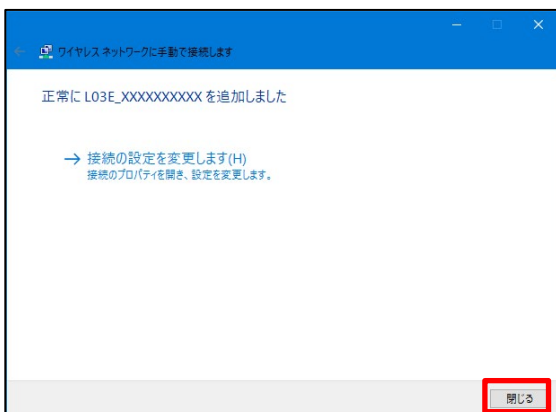 ワイヤレス ネットワークに手動で接続します
正常に L03E_XXXXXXXXXX を追加しました
→ 接続の設定を変更します(H)
接続のプロパティを開き、設定を変更します。
閉じる